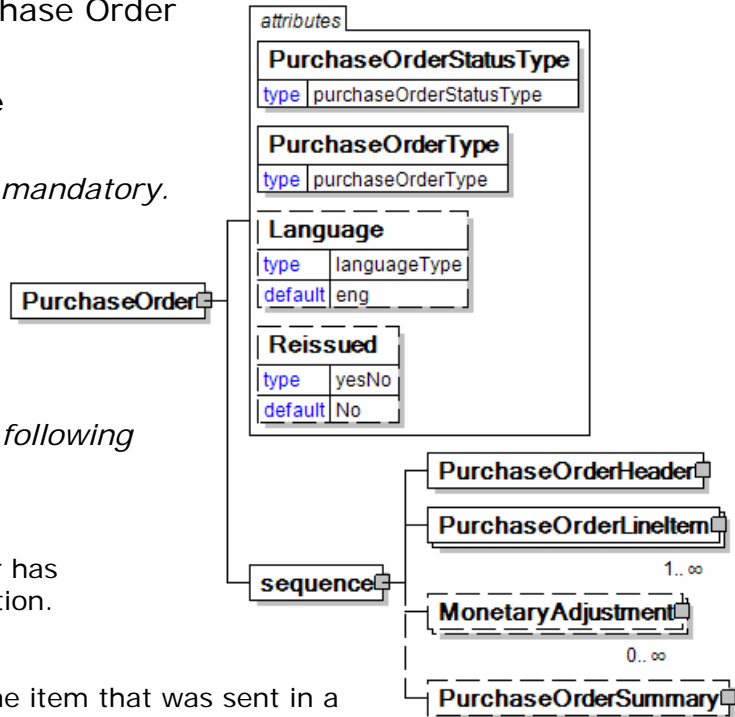 hase Order
e
mandatory.
following
r has
tion.
ne item that was sent in a
attributes
PurchaseOrderStatusType
type purchaseOrderStatusType
PurchaseOrderType
type purchaseOrderType
Language
type languageType
default eng
Reissued
type yesNo
default No
PurchaseOrder
sequence
PurchaseOrderHeader
PurchaseOrderLineItem
1.. ∞
MonetaryAdjustment
0.. ∞
PurchaseOrderSummary